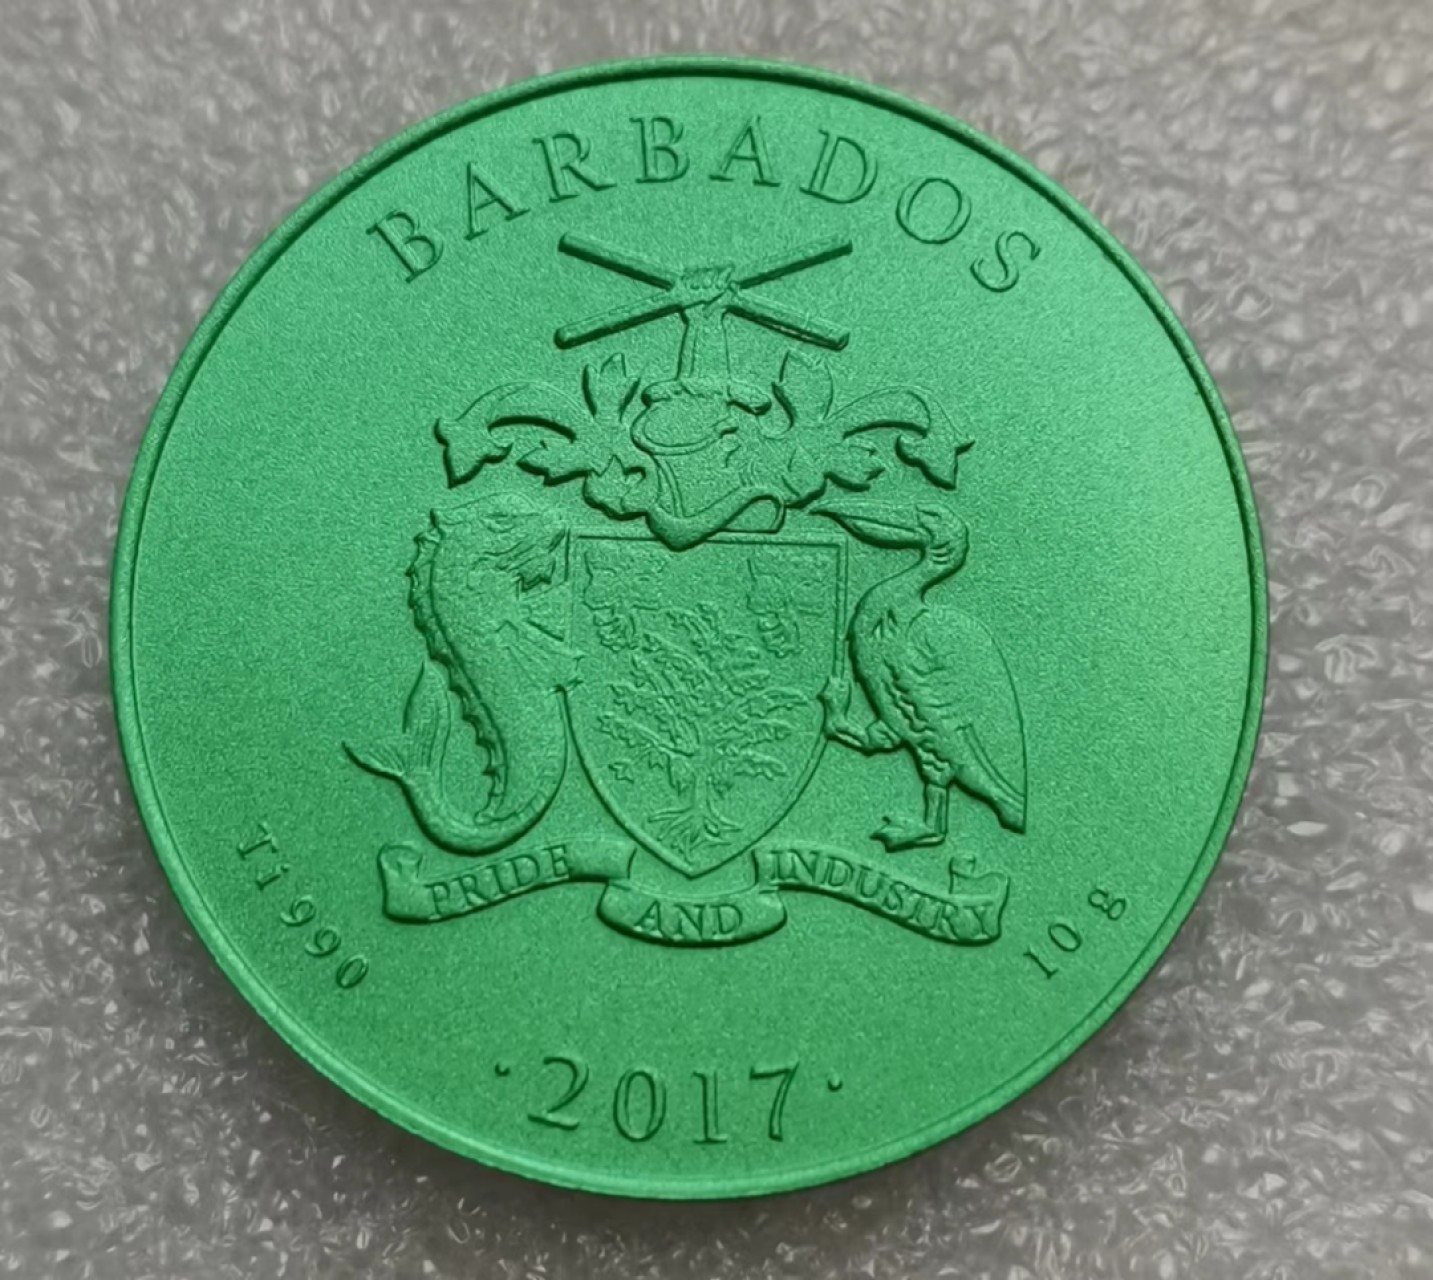 BARBADOS
PRIDE AND INDUSTRY
Ti 990
10 g
· 2017 ·